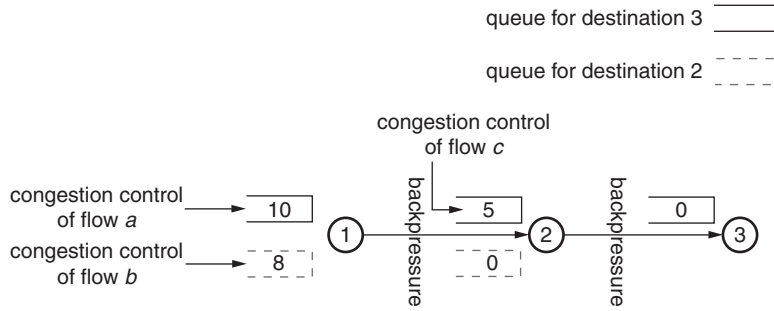 queue for destination 3
queue for destination 2
congestion control
of flow c
congestion control
of flow a
10
backpressure
5
backpressure
0
1
2
3
congestion control
of flow b
8
0